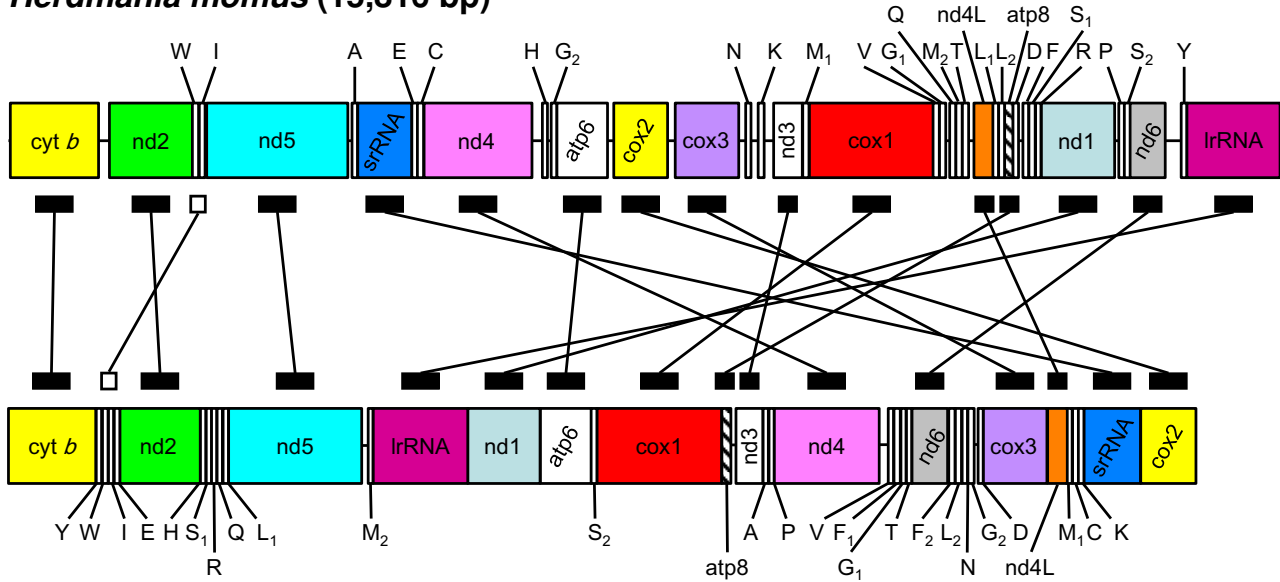 Herdmania momus (15,816 bp)
Q nd4L atp8 S₁
W I A E C H G₂ N K M₁ V G₁ M₂ T L₁ L₂ D F R P S₂ Y
cyt b nd2 nd5 srRNA nd4 atp6 cox2 cox3 nd3 cox1 nd1 nd6 lrRNA
cyt b nd2 nd5 lrRNA nd1 atp6 cox1 nd3 nd4 nd6 cox3 srRNA cox2
Y W I E H S₁ Q L₁ M₂ S₂ A P V F₁ T F₂ L₂ G₂ D M₁ C K
R atp8 G₁ N nd4L